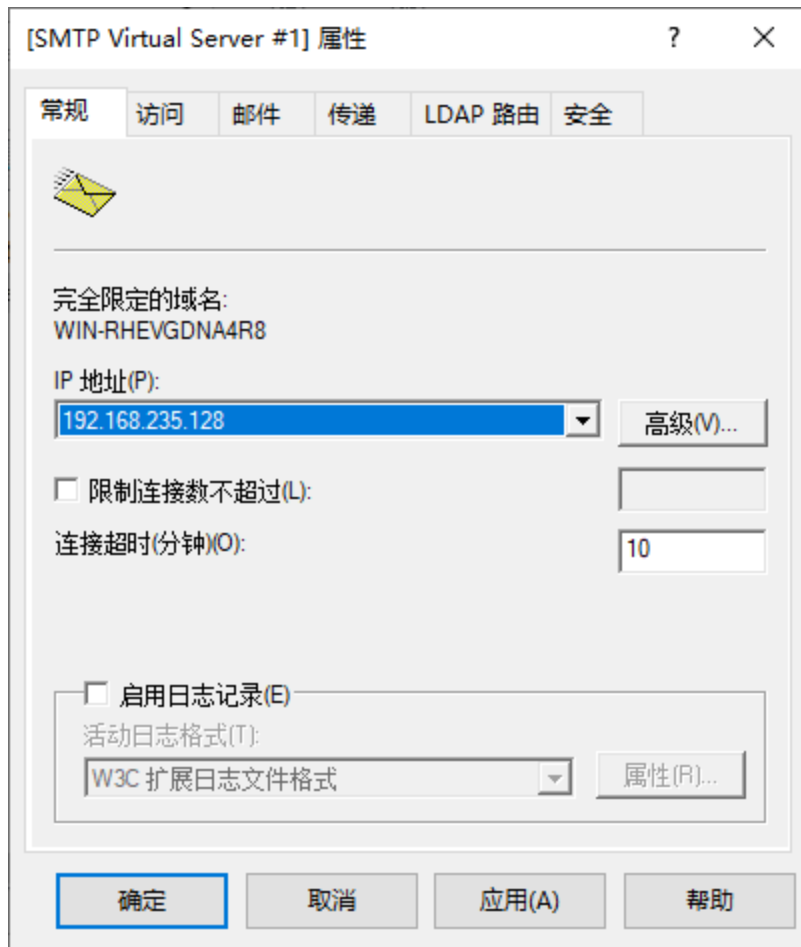 [SMTP Virtual Server #1] 属性 ?
常规 访问 邮件 传递 LDAP 路由 安全
完全限定的域名:
WIN-RHEVGDNA4R8
IP 地址(P):
192.168.235.128 高级(V)...
限制连接数不超过(L):
连接超时(分钟)(O): 10
启用日志记录(E)
活动日志格式(T):
W3C 扩展日志文件格式 属性(R)...
确定 取消 应用(A) 帮助